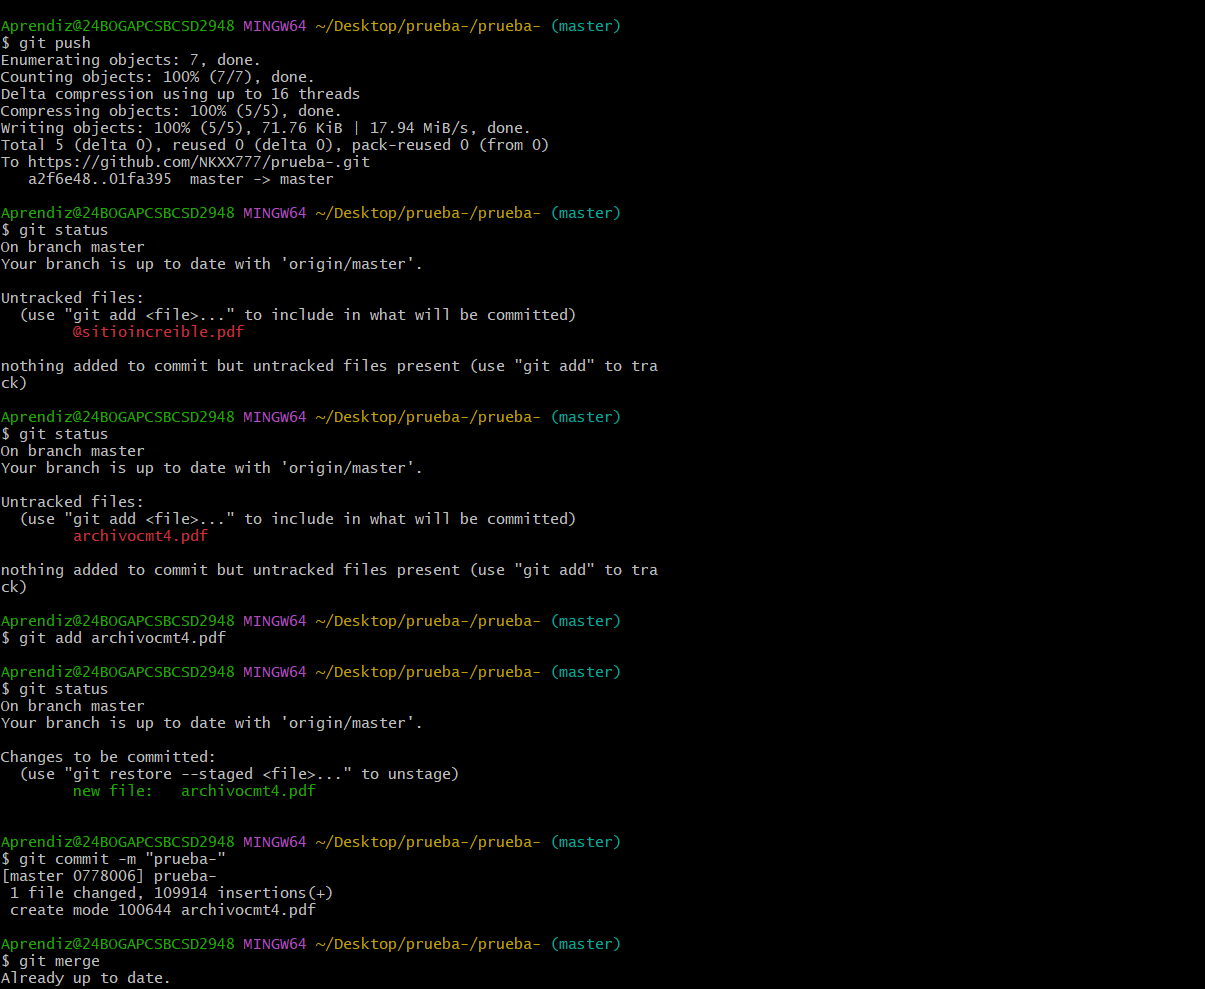 Aprendiz@24BOGAPCSBCSD2948 MINGW64 ~/Desktop/prueba-/prueba- (master)
$ git push
Enumerating objects: 7, done.
Counting objects: 100% (7/7), done.
Delta compression using up to 16 threads
Compressing objects: 100% (5/5), done.
Writing objects: 100% (5/5), 71.76 KiB | 17.94 MiB/s, done.
Total 5 (delta 0), reused 0 (delta 0), pack-reused 0 (from 0)
To https://github.com/NKXX777/prueba-.git
   a2f6e48..01fa395  master -> master

Aprendiz@24BOGAPCSBCSD2948 MINGW64 ~/Desktop/prueba-/prueba- (master)
$ git status
On branch master
Your branch is up to date with 'origin/master'.

Untracked files:
  (use "git add <file>..." to include in what will be committed)
        @sitioincreible.pdf

nothing added to commit but untracked files present (use "git add" to tra
ck)

Aprendiz@24BOGAPCSBCSD2948 MINGW64 ~/Desktop/prueba-/prueba- (master)
$ git status
On branch master
Your branch is up to date with 'origin/master'.

Untracked files:
  (use "git add <file>..." to include in what will be committed)
        archivocmt4.pdf

nothing added to commit but untracked files present (use "git add" to tra
ck)

Aprendiz@24BOGAPCSBCSD2948 MINGW64 ~/Desktop/prueba-/prueba- (master)
$ git add archivocmt4.pdf

Aprendiz@24BOGAPCSBCSD2948 MINGW64 ~/Desktop/prueba-/prueba- (master)
$ git status
On branch master
Your branch is up to date with 'origin/master'.

Changes to be committed:
  (use "git restore --staged <file>..." to unstage)
        new file:   archivocmt4.pdf


Aprendiz@24BOGAPCSBCSD2948 MINGW64 ~/Desktop/prueba-/prueba- (master)
$ git commit -m "prueba-"
[master 0778006] prueba-
 1 file changed, 109914 insertions(+)
 create mode 100644 archivocmt4.pdf

Aprendiz@24BOGAPCSBCSD2948 MINGW64 ~/Desktop/prueba-/prueba- (master)
$ git merge
Already up to date.